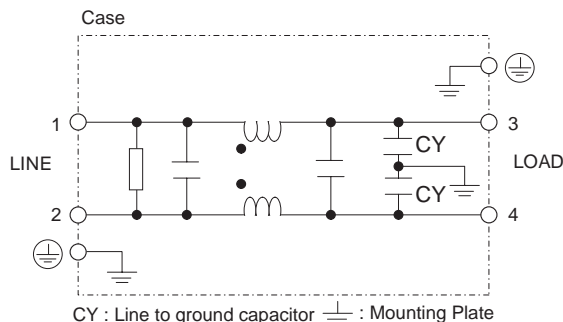 Case
1
3
CY
LINE
LOAD
CY
2
4
CY : Line to ground capacitor : Mounting Plate